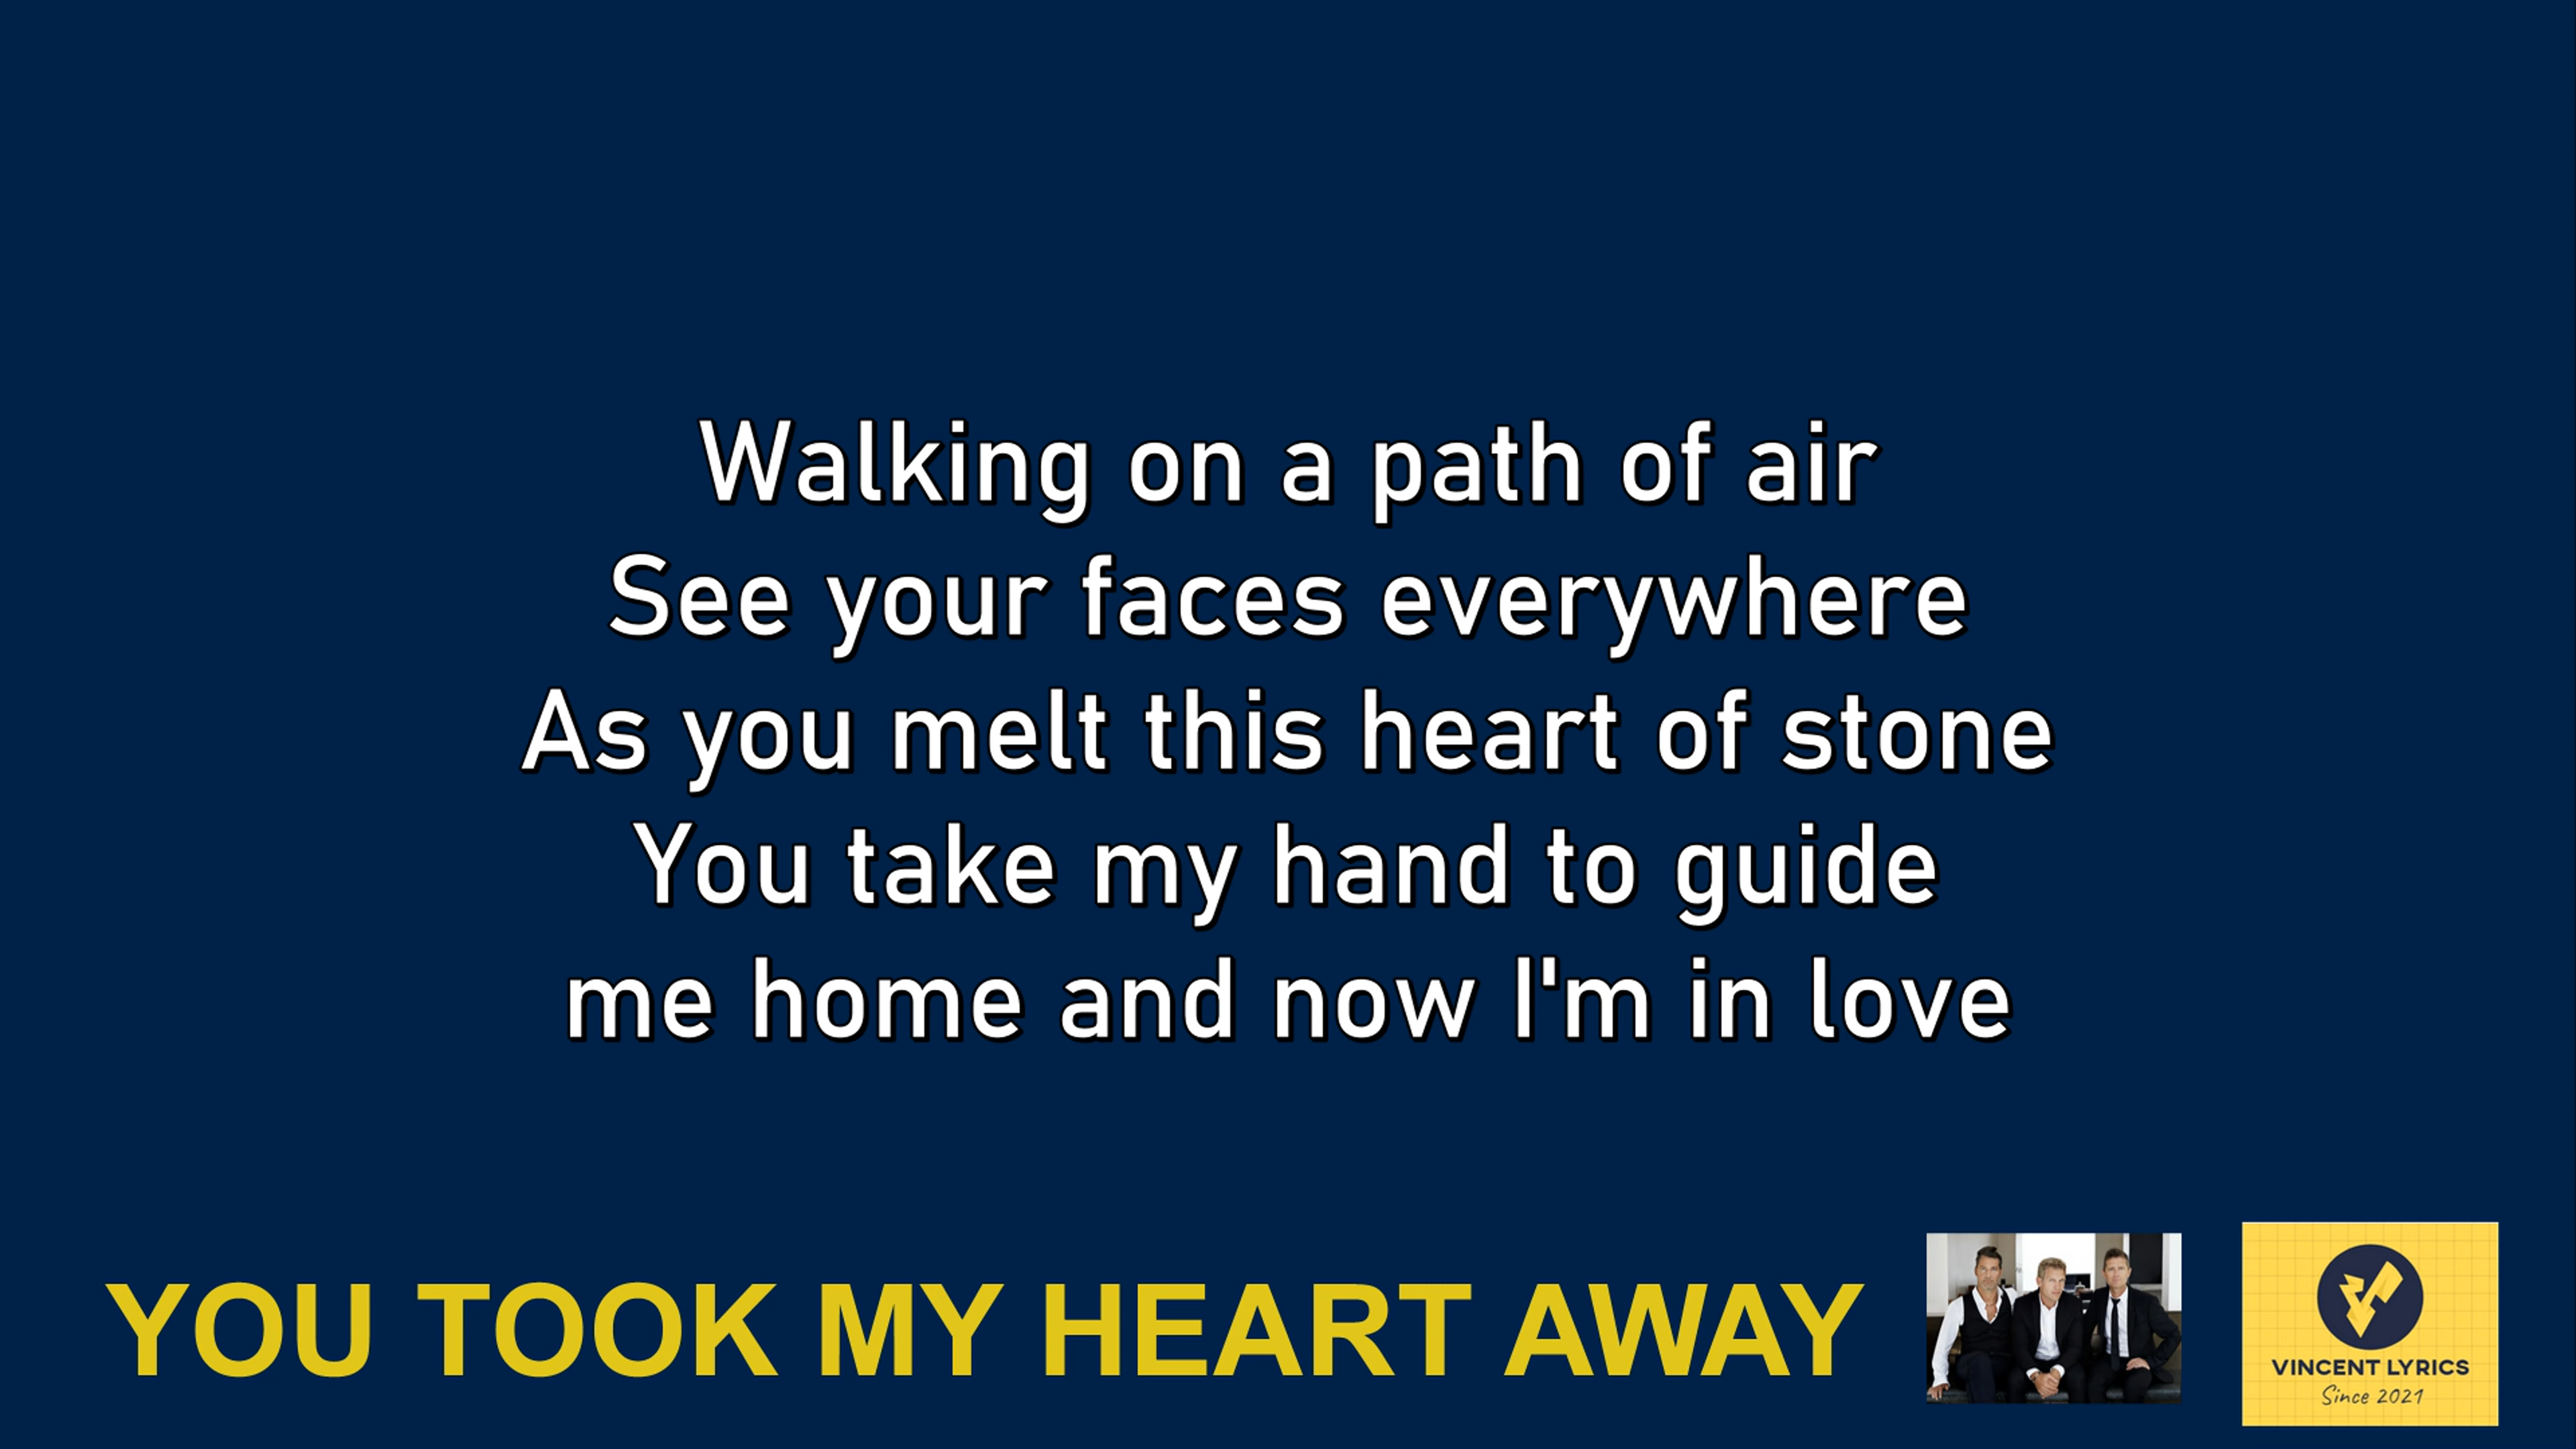 Walking on a path of air
See your faces everywhere
As you melt this heart of stone
You take my hand to guide
me home and now I'm in love
YOU TOOK MY HEART AWAY
VINCENT LYRICS
Since 2021